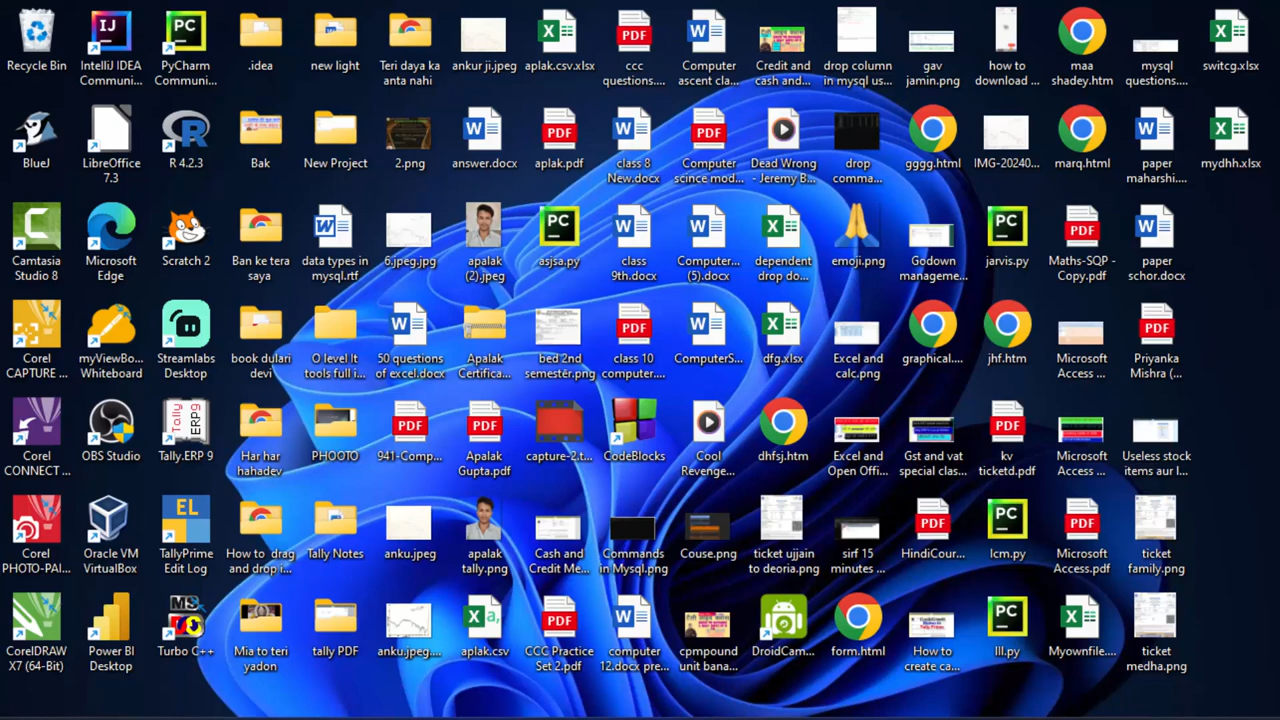 Recycle Bin
IntelliJ IDEA
Communi...
PyCharm
Communi...
.idea
new light
Teri daya ka
anta nahi
ankur ji.jpeg
aplak.csv.xlsx
ccc
questions....
Computer
ascent cla...
Credit and
cash and...
drop column
in mysql us...
gav
jamin.png
how to
download ...
maa
shadey.htm
mysql
questions....
switcg.xlsx
BlueJ
LibreOffice
7.3
R 4.2.3
Bak
New Project
2.png
answer.docx
aplak.pdf
class 8
New.docx
Computer
scince mod...
Dead Wrong
- Jeremy B...
drop
comma...
gggg.html
IMG-20240...
marq.html
paper
maharshi....
mydhh.xlsx
Camtasia
Studio 8
Microsoft
Edge
Scratch 2
Ban ke tera
saya
data types in
mysql.rtf
6.jpeg.jpg
apalak
(2).jpeg
asjsa.py
class
9th.docx
Computer...
(5).docx
dependent
drop do...
emoji.png
Godown
manageme...
jarvis.py
Maths-SQP -
Copy.pdf
paper
schor.docx
Corel
CAPTURE ...
myViewBo...
Whiteboard
Streamlabs
Desktop
book dulari
devi
O level It
tools full i...
50 questions
of excel.docx
Apalak
Certifica...
bed 2nd
semester.png
class 10
computer....
ComputerS...
dfg.xlsx
Excel and
calc.png
graphical....
jhf.htm
Microsoft
Access ...
Priyanka
Mishra (...
Corel
CONNECT ...
OBS Studio
Tally.ERP 9
Har har
hahadev
PHOOTO
941-Comp...
Apalak
Gupta.pdf
capture-2.t...
CodeBlocks
Cool
Revenge...
dhfsj.htm
Excel and
Open Offi...
Gst and vat
special clas...
kv
ticketd.pdf
Microsoft
Access ...
Useless stock
items aur l...
Corel
PHOTO-PAI...
Oracle VM
VirtualBox
TallyPrime
Edit Log
How to drag
and drop i...
Tally Notes
anku.jpeg
apalak
tally.png
Cash and
Credit Me...
Commands
in Mysql.png
Couse.png
ticket ujjain
to deoria.png
sirf 15
minutes ...
HindiCour...
lcm.py
Microsoft
Access.pdf
ticket
family.png
CorelDRAW
X7 (64-Bit)
Power BI
Desktop
Turbo C++
Mia to teri
yadon
tally PDF
anku.jpeg....
aplak.csv
CCC Practice
Set 2.pdf
computer
12.docx pre...
cpmpound
unit bana...
DroidCam...
form.html
How to
create ca...
lll.py
Myownfile....
ticket
medha.png